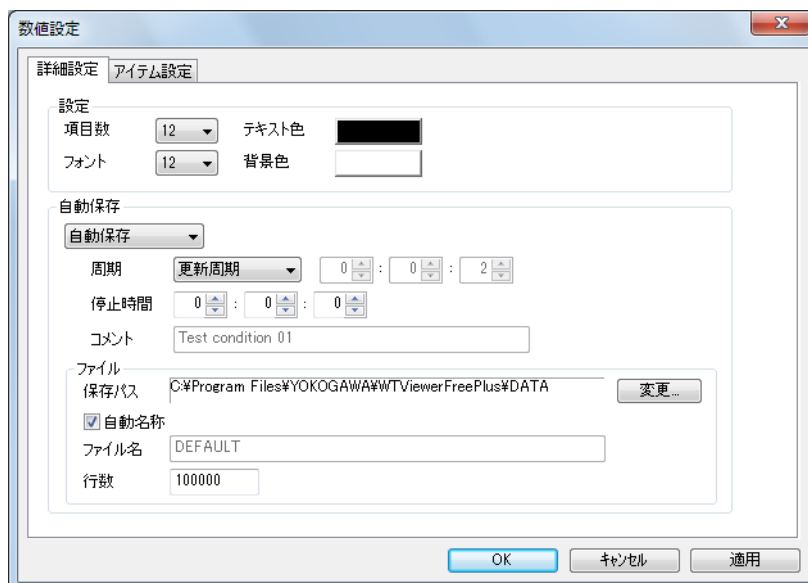 数値設定
詳細設定 アイテム設定
設定
項目数 12 テキスト色
フォント 12 背景色
自動保存
自動保存
周期 更新周期 0 : 0 : 2
停止時間 0 : 0 : 0
コメント Test condition 01
ファイル
保存パス C:¥Program Files¥YOKOGAWA¥WTViewerFreePlus¥DATA 変更...
自動名称
ファイル名 DEFAULT
行数 100000
OK キャンセル 適用